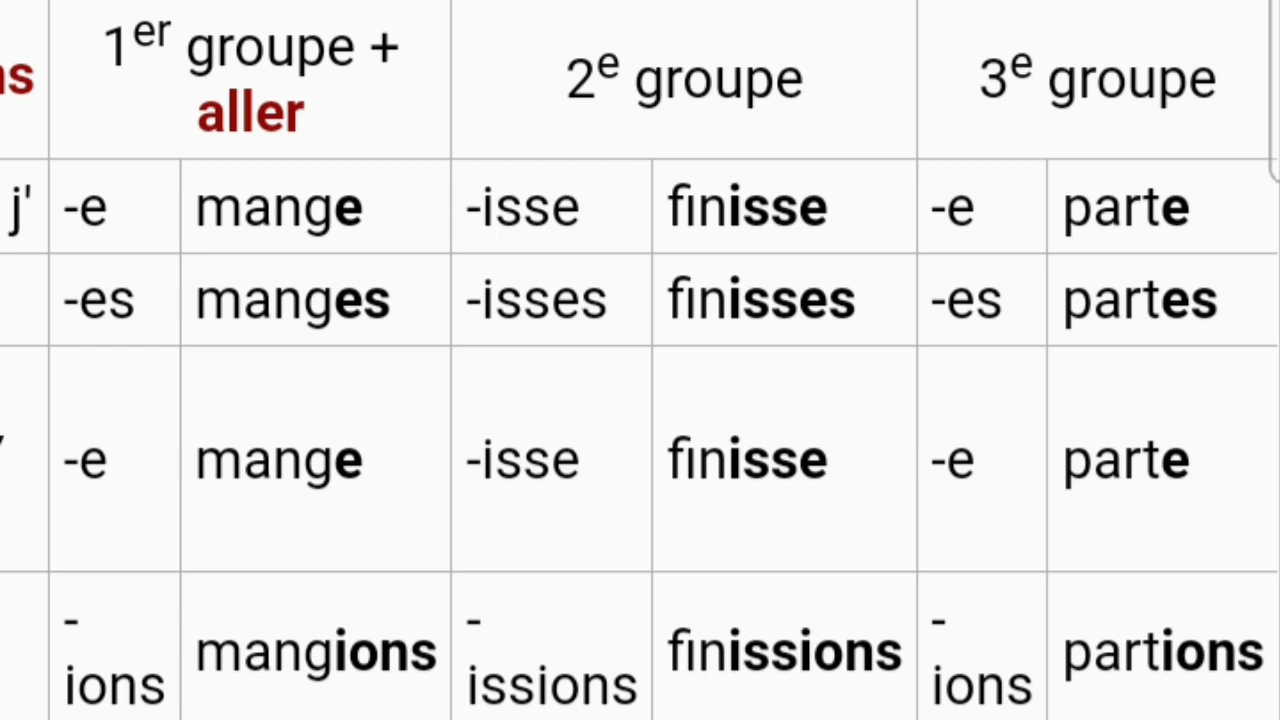 1er groupe +
aller
2e groupe
3e groupe
ns
j' -e mange -isse finisse -e parte
-es manges -isses finisses -es partes
-e mange -isse finisse -e parte
-
ions mangions -
issions finissions -
ions partions